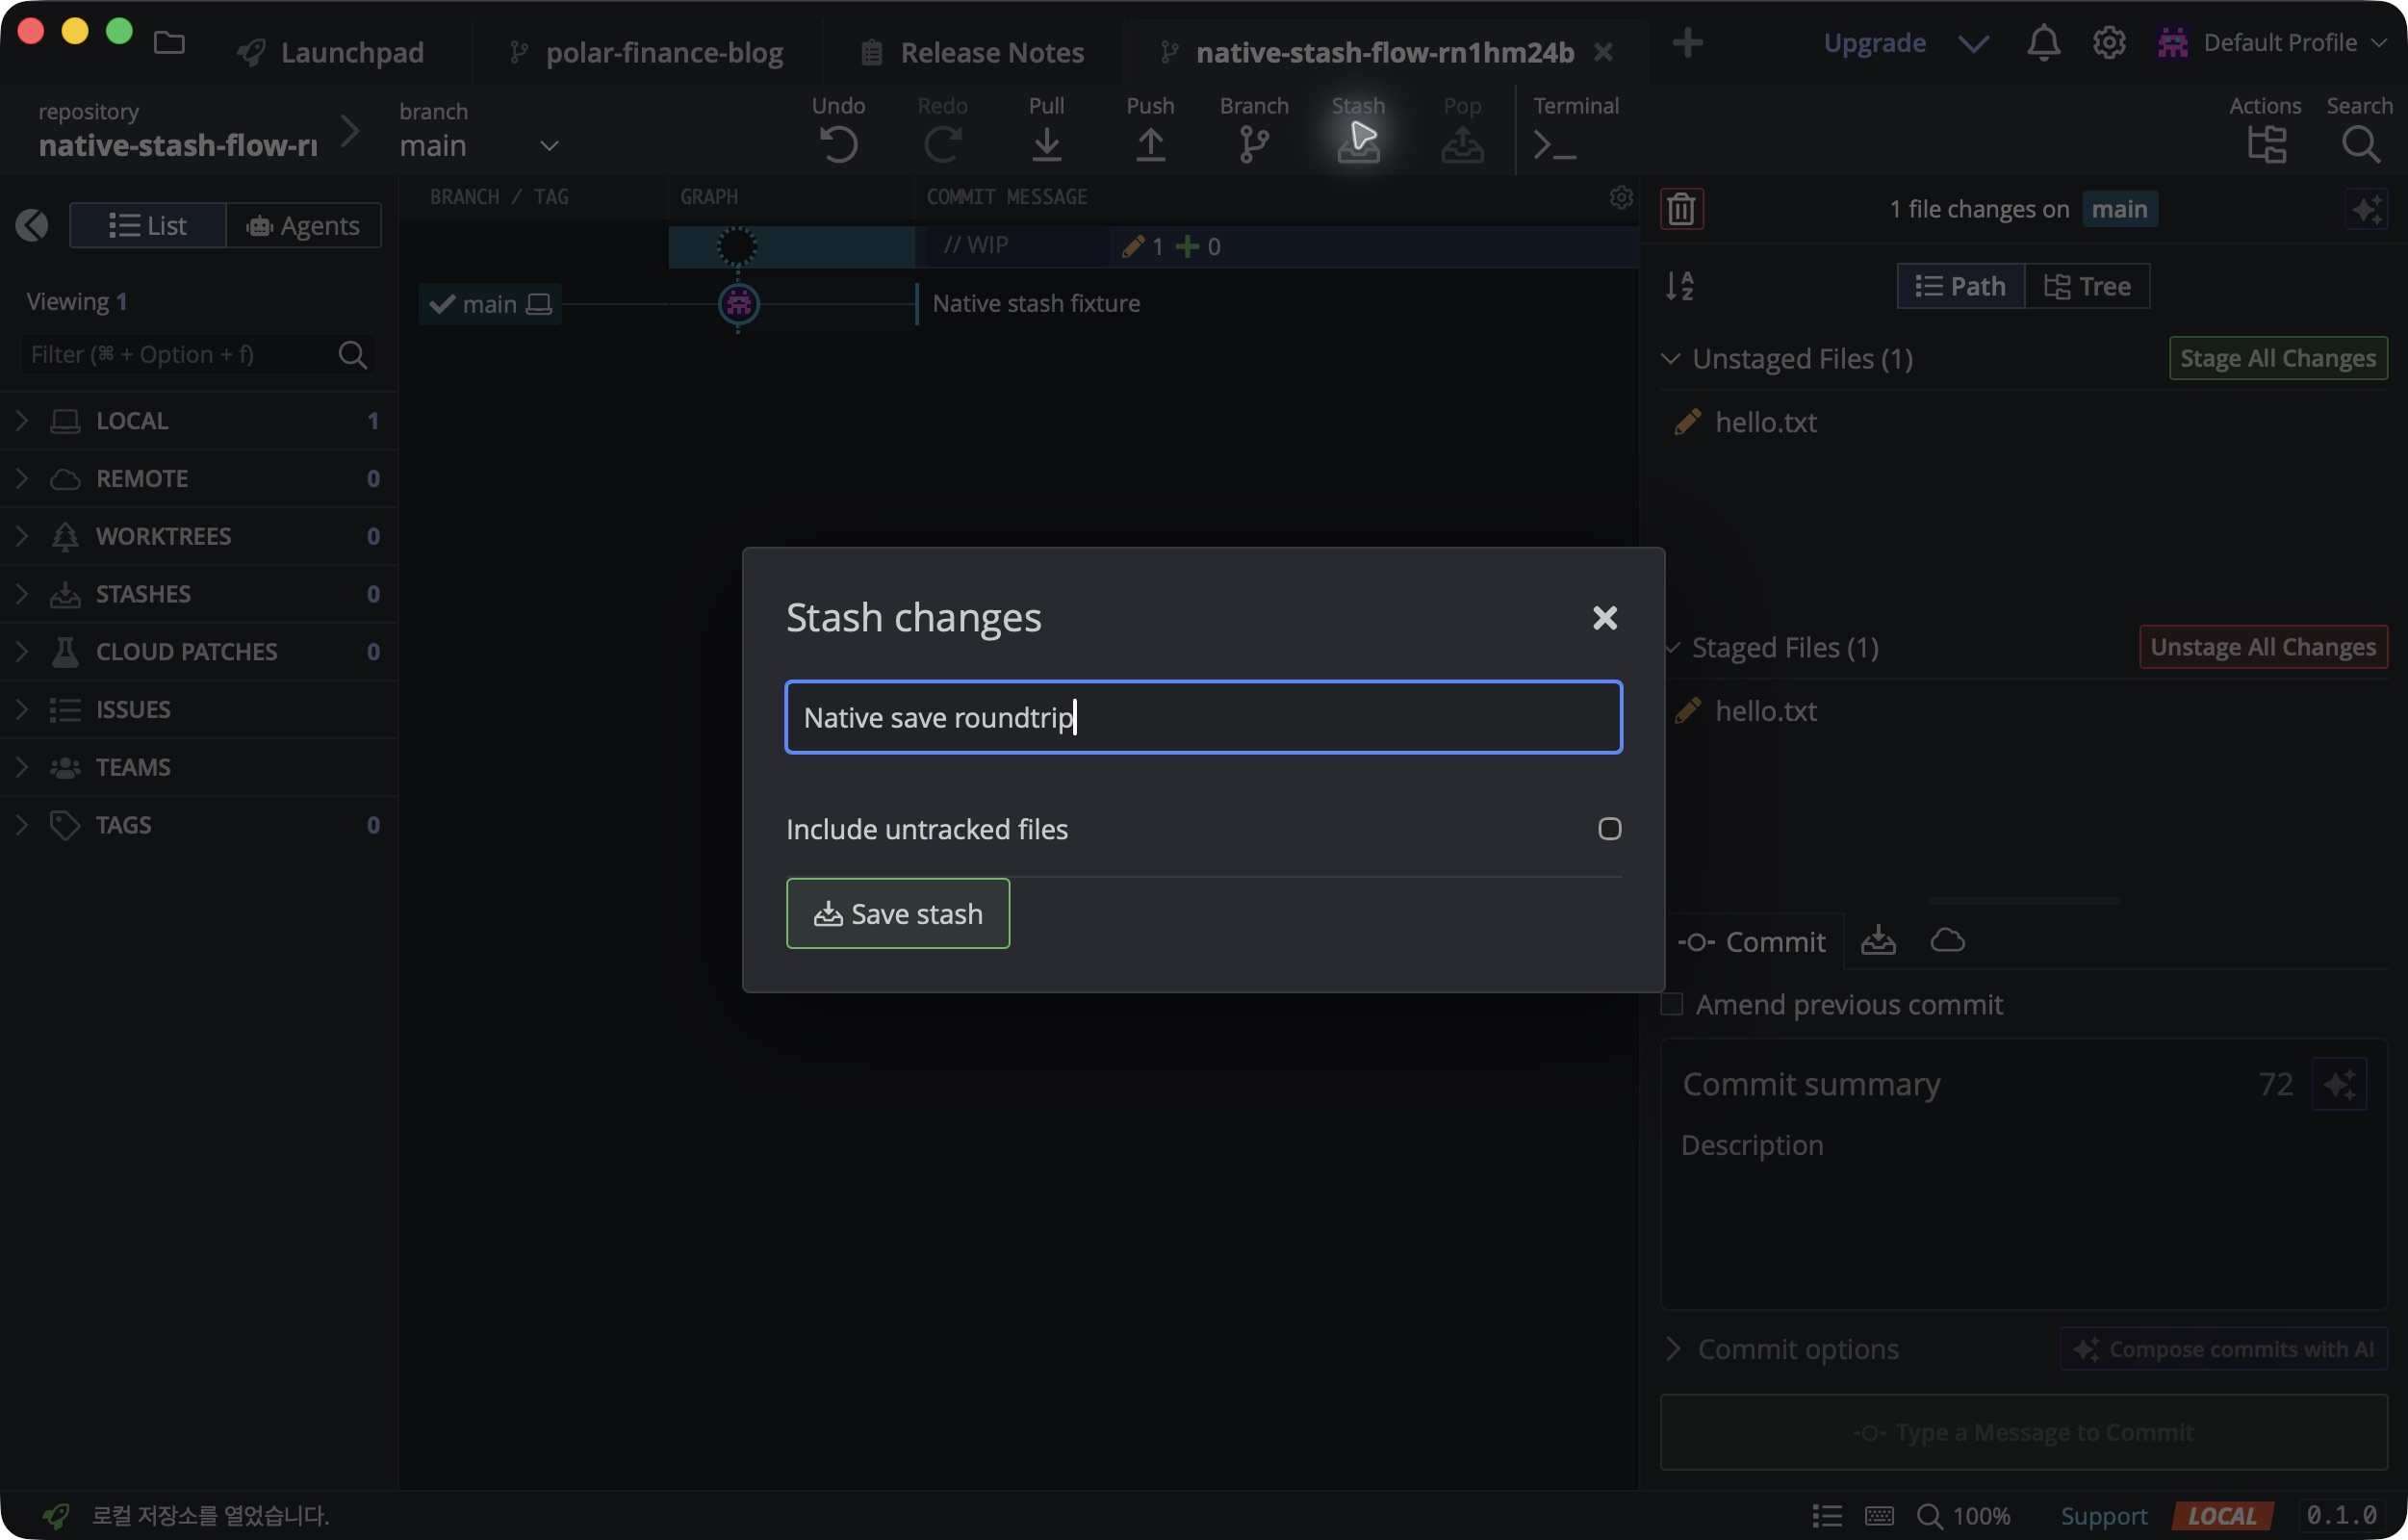 Launchpad
polar-finance-blog
Release Notes
native-stash-flow-rn1hm24b
Upgrade
Default Profile
repository
native-stash-flow-rı
branch
main
Undo
Redo
Pull
Push
Branch
Stash
Pop
Terminal
Actions
Search
List
Agents
Viewing 1
Filter (⌘ + Option + f)
LOCAL 1
REMOTE 0
WORKTREES 0
STASHES 0
CLOUD PATCHES 0
ISSUES
TEAMS
TAGS 0
BRANCH / TAG
GRAPH
COMMIT MESSAGE
// WIP
1
0
main
Native stash fixture
Stash changes
Native save roundtrip
Include untracked files
Save stash
1 file changes on main
Path
Tree
Unstaged Files (1)
Stage All Changes
hello.txt
Staged Files (1)
Unstage All Changes
hello.txt
Commit
Amend previous commit
Commit summary
72
Description
Commit options
Compose commits with AI
Type a Message to Commit
로컬 저장소를 열었습니다.
100%
Support
LOCAL
0.1.0